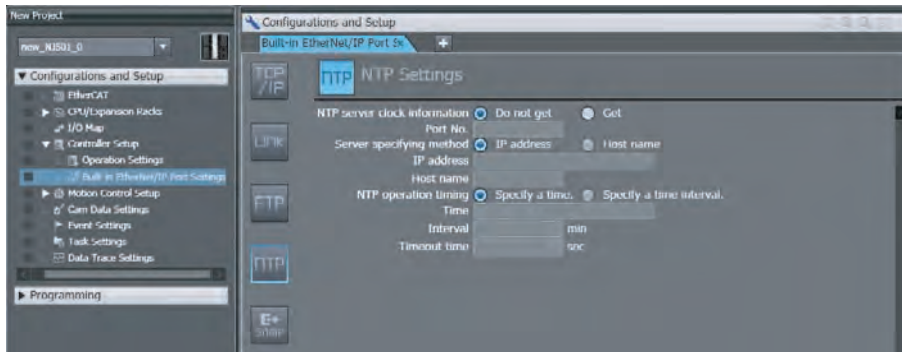 New Project
new_NJ501_0
Configurations and Setup
EtherCAT
CPU/Expansion Racks
I/O Map
Controller Setup
Operation Settings
Built-in EtherNet/IP Port Settings
Motion Control Setup
Cam Data Settings
Event Settings
Task Settings
Data Trace Settings
Programming
Configurations and Setup
Built-in EtherNet/IP Port Se
TCP
/IP
LINK
FTP
NTP
SNMP
NTP NTP Settings
NTP server clock information Do not get Get
Port No.
Server specifying method IP address Host name
IP address
Host name
NTP operation timing Specify a time. Specify a time interval.
Time
Interval min
Timeout time sec